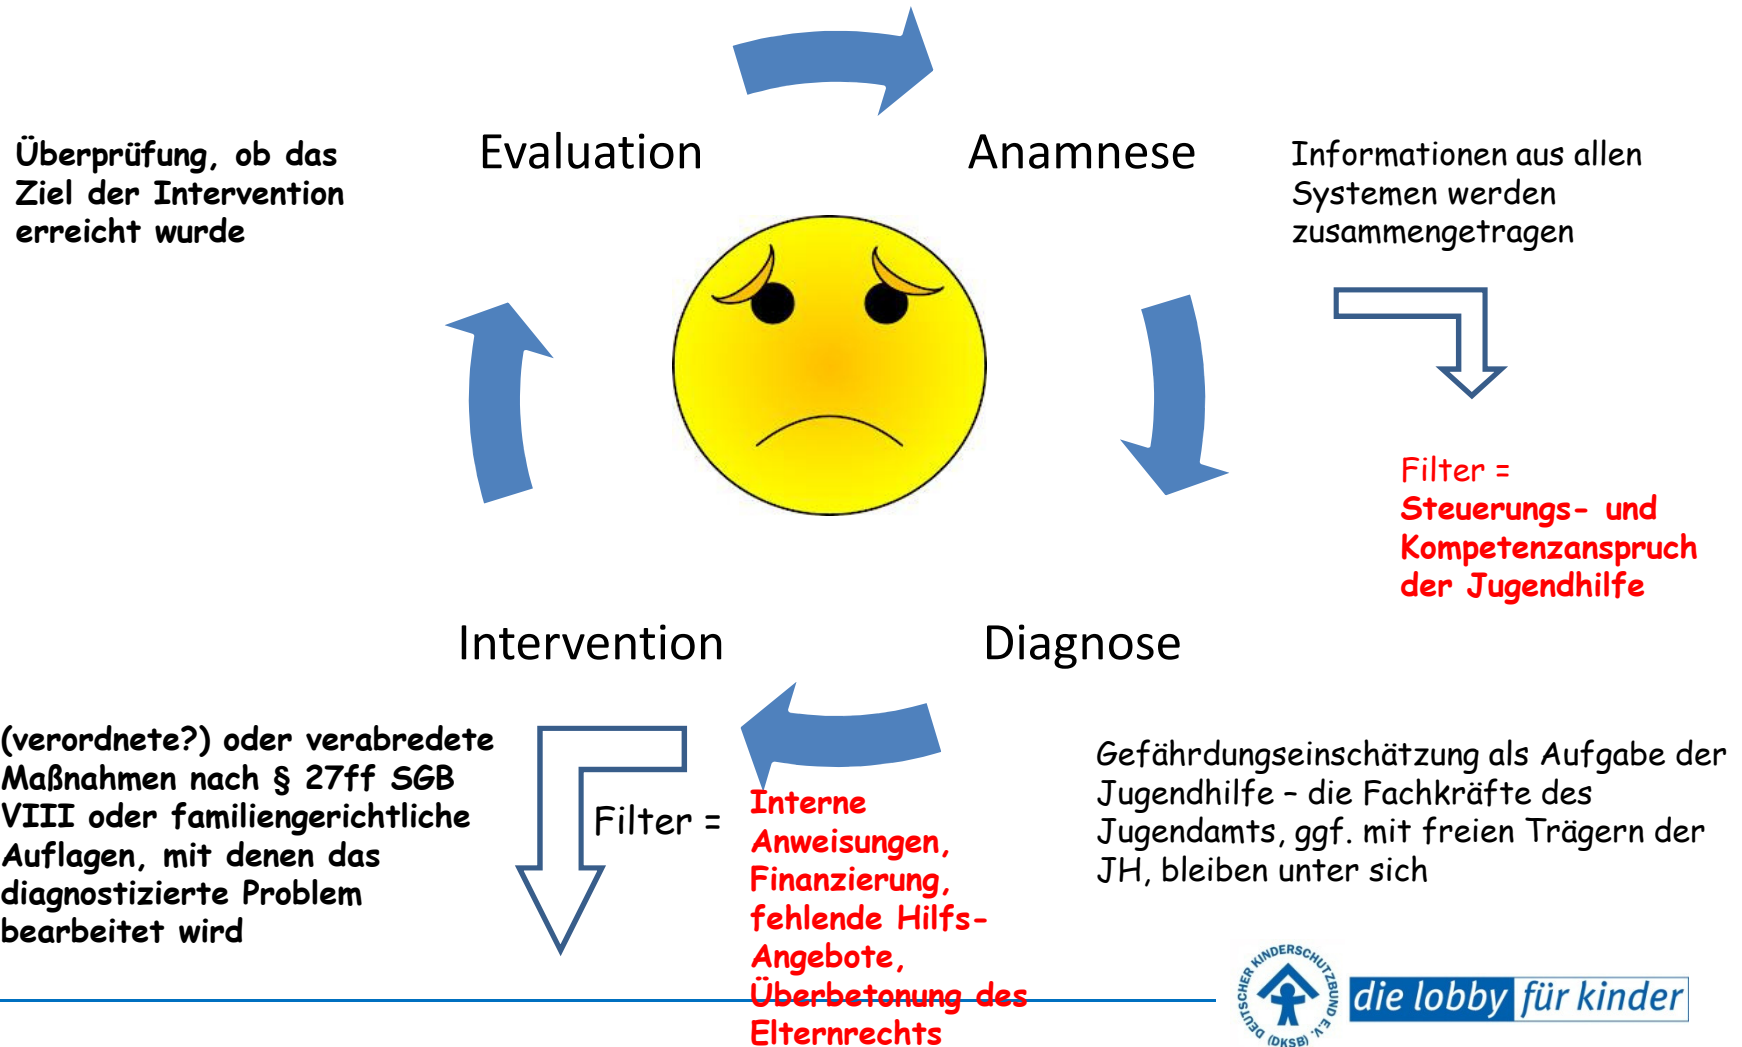 Evaluation
Anamnese
Überprüfung, ob das
Ziel der Intervention
erreicht wurde
Informationen aus allen
Systemen werden
zusammengetragen
Filter =
Steuerungs- und
Kompetenzanspruch
der Jugendhilfe
Intervention
Diagnose
(verordnete?) oder verabredete
Maßnahmen nach § 27ff SGB
VIII oder familiengerichtliche
Auflagen, mit denen das
diagnostizierte Problem
bearbeitet wird
Filter =
Interne
Anweisungen,
Finanzierung,
fehlende Hilfs-
Angebote,
Überbetonung des
Elternrechts
Gefährdungseinschätzung als Aufgabe der
Jugendhilfe – die Fachkräfte des
Jugendamts, ggf. mit freien Trägern der
JH, bleiben unter sich
DEUTSCHER KINDERSCHUTZBUND E.V.
(DKSB)
die lobby für kinder